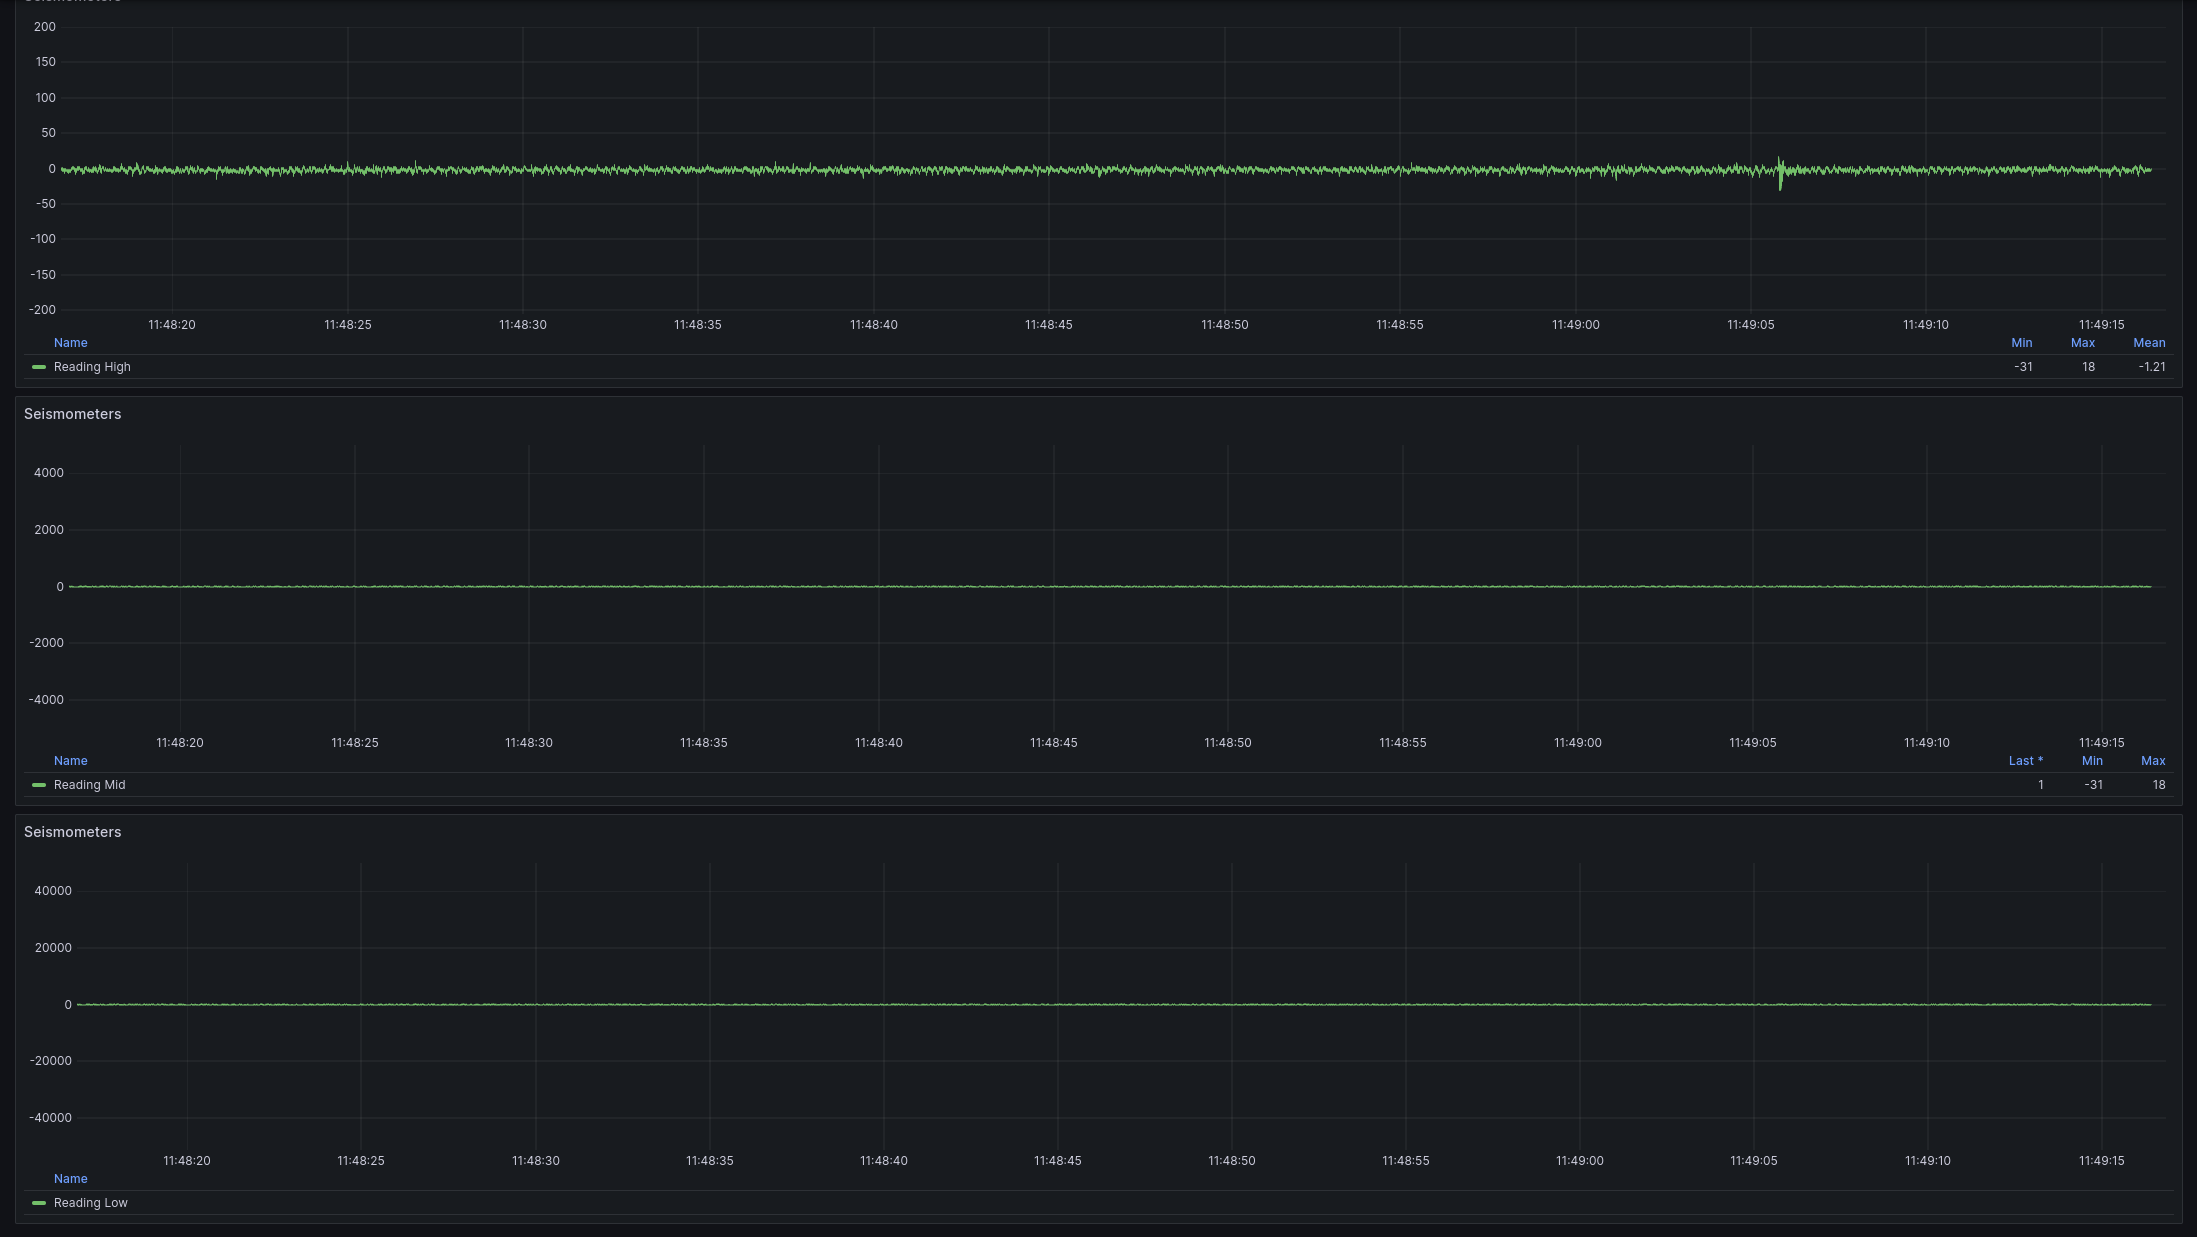 Seismometers
200
150
100
50
0
-50
-100
-150
-200
11:48:20 11:48:25 11:48:30 11:48:35 11:48:40 11:48:45 11:48:50 11:48:55 11:49:00 11:49:05 11:49:10 11:49:15
Name Min Max Mean
Reading High -31 18 -1.21
Seismometers
4000
2000
0
-2000
-4000
11:48:20 11:48:25 11:48:30 11:48:35 11:48:40 11:48:45 11:48:50 11:48:55 11:49:00 11:49:05 11:49:10 11:49:15
Name Last * Min Max
Reading Mid 1 -31 18
Seismometers
40000
20000
0
-20000
-40000
11:48:20 11:48:25 11:48:30 11:48:35 11:48:40 11:48:45 11:48:50 11:48:55 11:49:00 11:49:05 11:49:10 11:49:15
Name
Reading Low